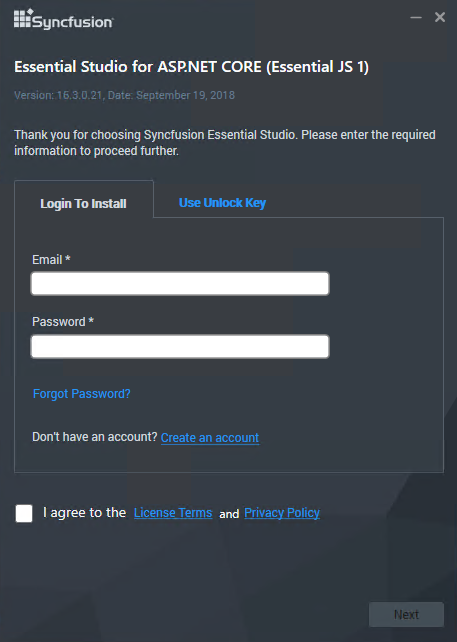 Syncfusion
Essential Studio for ASP.NET CORE (Essential JS 1)
Version: 16.3.0.21, Date: September 19, 2018
Thank you for choosing Syncfusion Essential Studio. Please enter the required
information to proceed further.
Login To Install
Use Unlock Key
Email *
Password *
Forgot Password?
Don't have an account? Create an account
I agree to the License Terms and Privacy Policy
Next